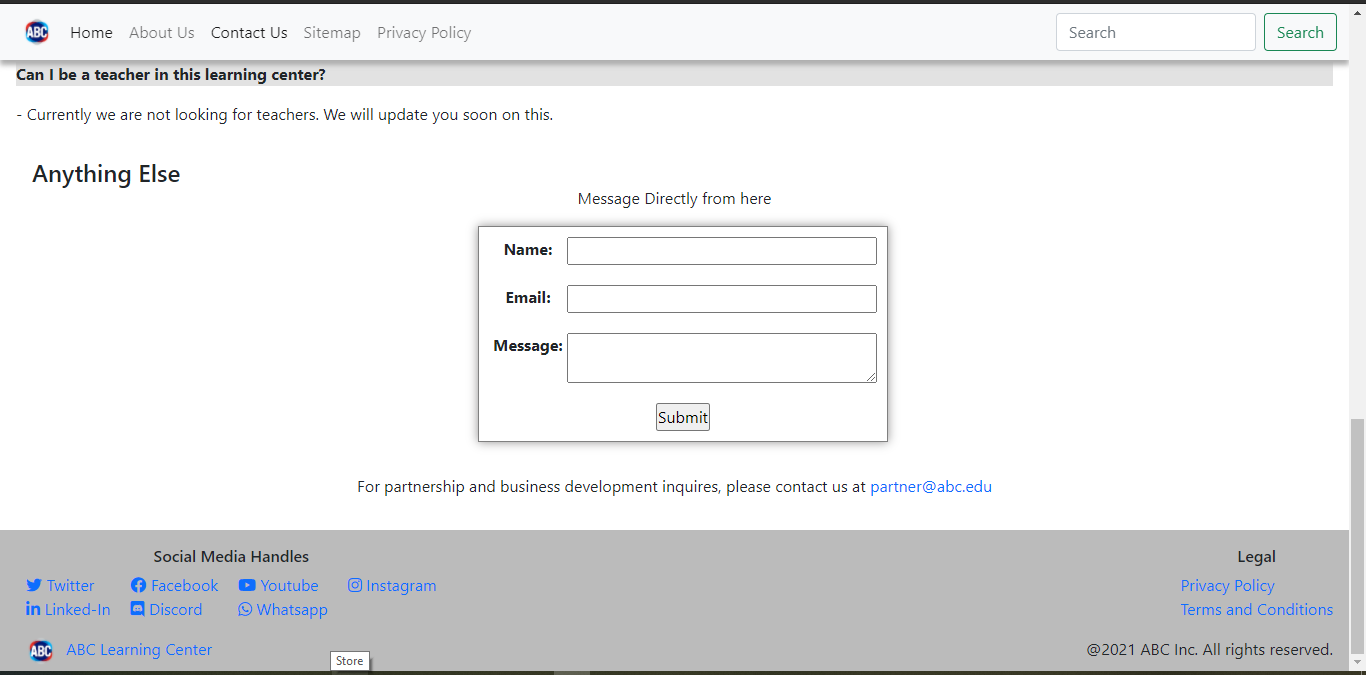 ABC Home About Us Contact Us Sitemap Privacy Policy Search Search
Can I be a teacher in this learning center?
- Currently we are not looking for teachers. We will update you soon on this.
Anything Else
Message Directly from here
Name:
Email:
Message:
Submit
For partnership and business development inquires, please contact us at partner@abc.edu
Social Media Handles
Twitter Facebook Youtube Instagram
Linked-In Discord Whatsapp
Legal
Privacy Policy
Terms and Conditions
ABC ABC Learning Center
Store
@2021 ABC Inc. All rights reserved.